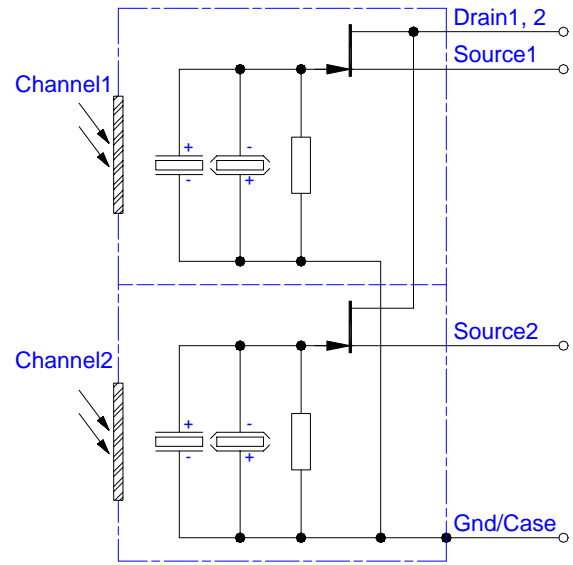 Drain1, 2
Source1
Channel1
+ -
- +
Source2
Channel2
+ -
- +
Gnd/Case